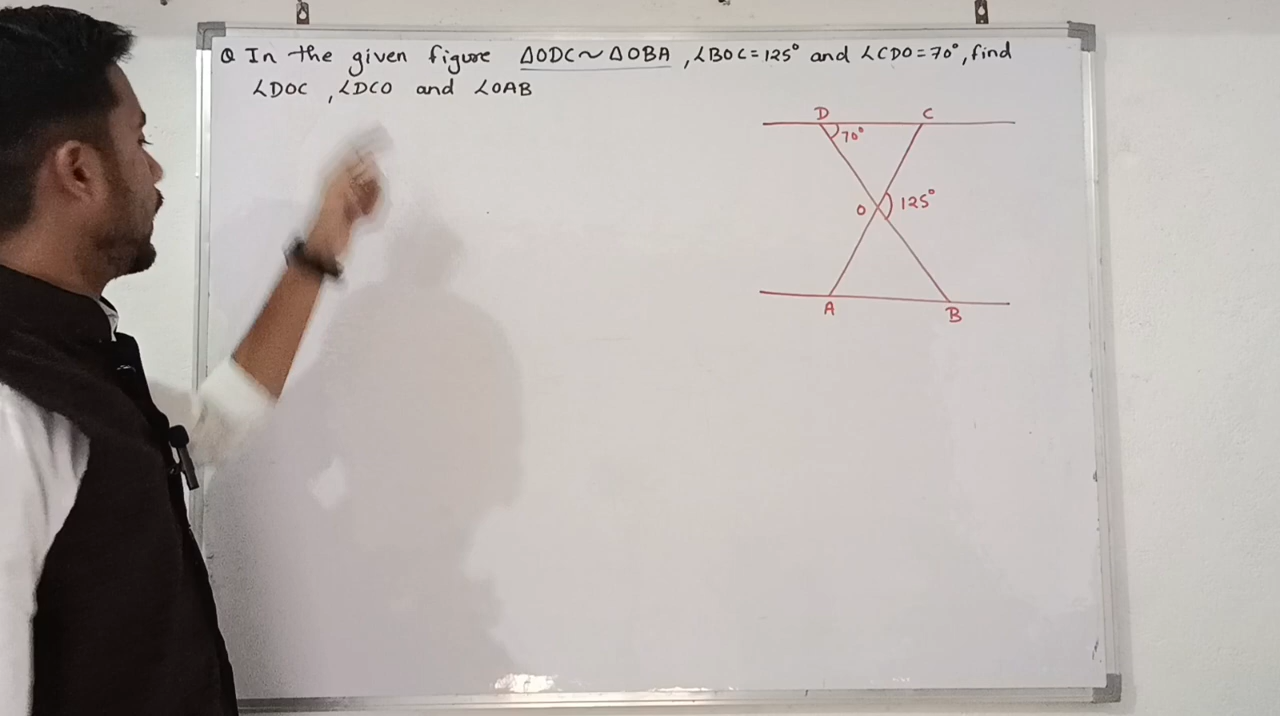 Q In the given figure ΔODC ~ ΔOBA , ∠BOC = 125° and ∠CDO = 70°, find
∠DOC , ∠DCO and ∠OAB
D C
70°
O 125°
A B